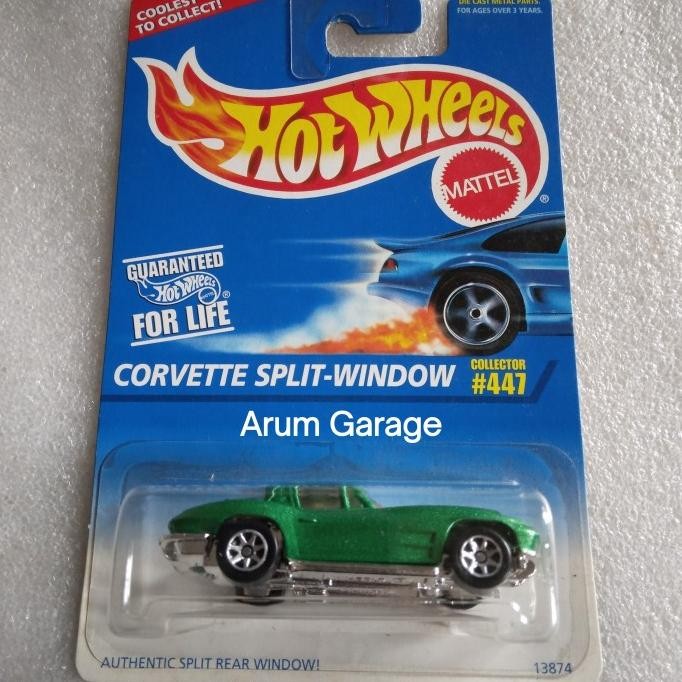 COOLEST
TO COLLECT!
DIE CAST METAL PARTS.
FOR AGES OVER 3 YEARS.
HOT WHEELS
MATTEL
®
GUARANTEED
HOT WHEELS
MATTEL
®
FOR LIFE
CORVETTE SPLIT-WINDOW
COLLECTOR
#447
Arum Garage
AUTHENTIC SPLIT REAR WINDOW!
13874